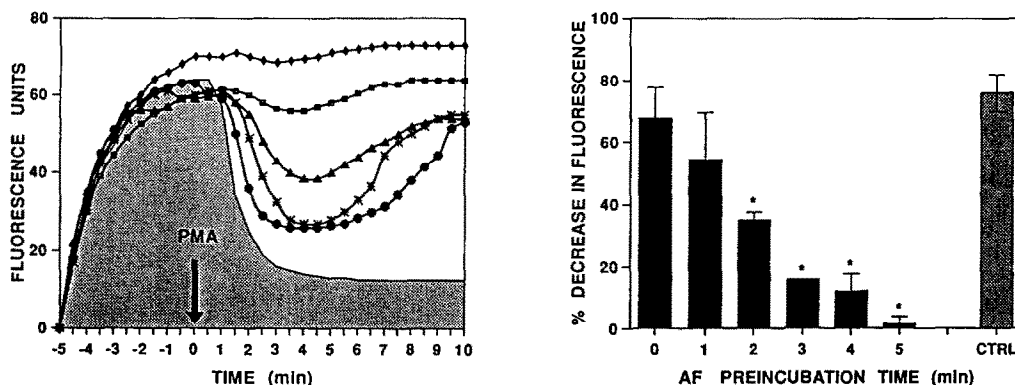 80
60
40
20
0
FLUORESCENCE UNITS
PMA
-5 -4 -3 -2 -1 0 1 2 3 4 5 6 7 8 9 10
TIME (min)
100
80
60
40
20
0
% DECREASE IN FLUORESCENCE
* * * *
0 1 2 3 4 5 CTRL
AF PREINCUBATION TIME (min)